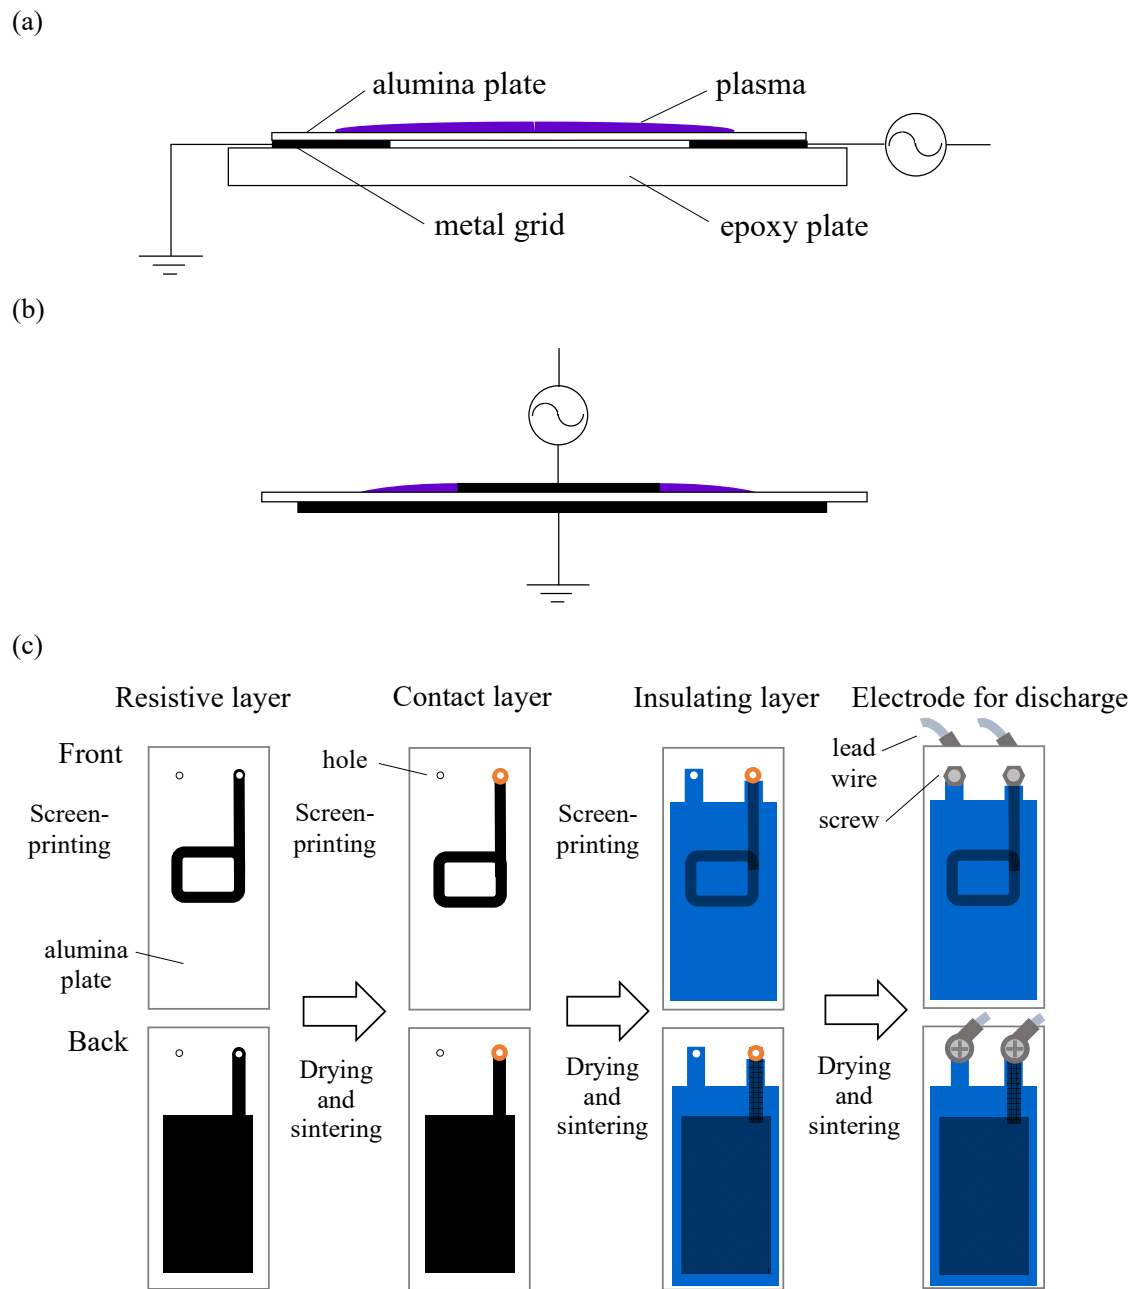 (a)
alumina plate
plasma
metal grid
epoxy plate
(b)
(c)
Resistive layer
Contact layer
Insulating layer
Electrode for discharge
Front
hole
lead
wire
Screen-
printing
Screen-
printing
Screen-
printing
screw
alumina
plate
Back
Drying
and
sintering
Drying
and
sintering
Drying
and
sintering